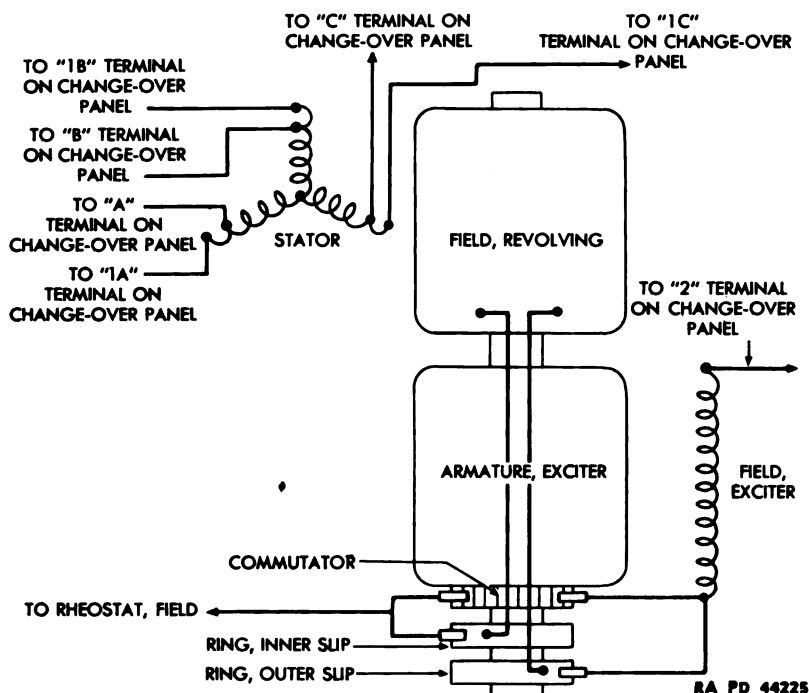 TO "C" TERMINAL ON
CHANGE-OVER PANEL
TO "1C"
TERMINAL ON CHANGE-OVER
PANEL
TO "1B" TERMINAL
ON CHANGE-OVER
PANEL
TO "B" TERMINAL
ON CHANGE-OVER
PANEL
TO "A"
TERMINAL ON
CHANGE-OVER PANEL
TO "1A"
TERMINAL ON
CHANGE-OVER PANEL
STATOR
FIELD, REVOLVING
TO "2" TERMINAL
ON CHANGE-OVER
PANEL
ARMATURE, EXCITER
FIELD,
EXCITER
COMMUTATOR
TO RHEOSTAT, FIELD
RING, INNER SLIP
RING, OUTER SLIP
RA PD 44225